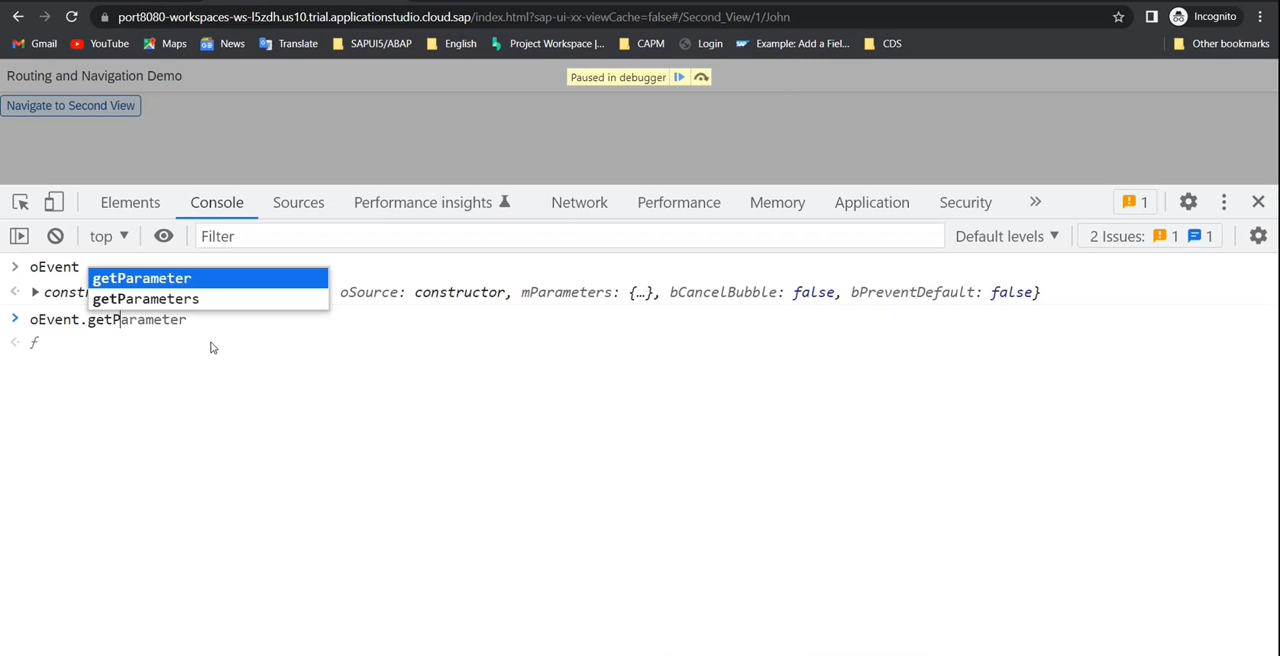 port8080-workspaces-ws-l5zdh.us10.trial.applicationstudio.cloud.sap/index.html?sap-ui-xx-viewCache=false#/Second_View/1/John
Incognito
Gmail YouTube Maps News Translate SAPUI5/ABAP English Project Workspace |... CAPM Login Example: Add a Fiel... CDS Other bookmarks
Routing and Navigation Demo
Paused in debugger
Navigate to Second View
Elements Console Sources Performance insights Network Performance Memory Application Security » 1
top ▼ Filter Default levels ▼ 2 Issues: 1 1
> oEvent
getParameter
getParameters
const oSource: constructor, mParameters: {…}, bCancelBubble: false, bPreventDefault: false}
> oEvent.getParameter
f